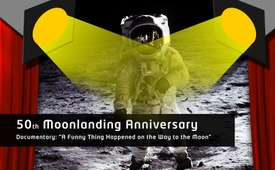 50th Moonlanding Anniversary
Documentary: "A Funny Thing Happened on the Way to the Moon"